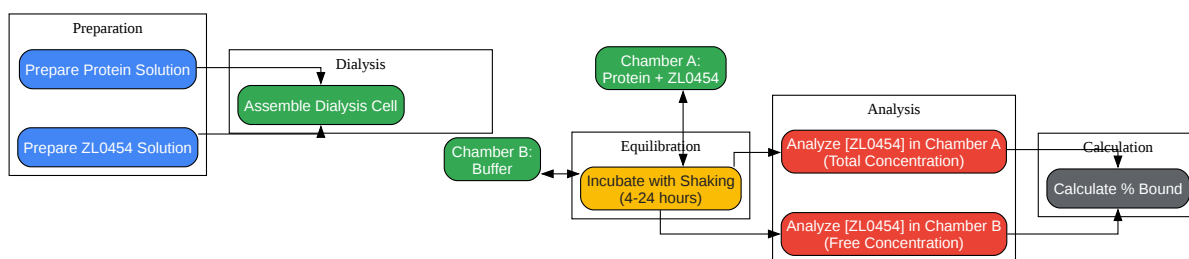 Preparation
Prepare Protein Solution
Prepare ZL0454 Solution
Dialysis
Assemble Dialysis Cell
Chamber A:
Protein + ZL0454
Chamber B:
Buffer
Equilibration
Incubate with Shaking
(4-24 hours)
Analysis
Analyze [ZL0454] in Chamber A
(Total Concentration)
Analyze [ZL0454] in Chamber B
(Free Concentration)
Calculation
Calculate % Bound